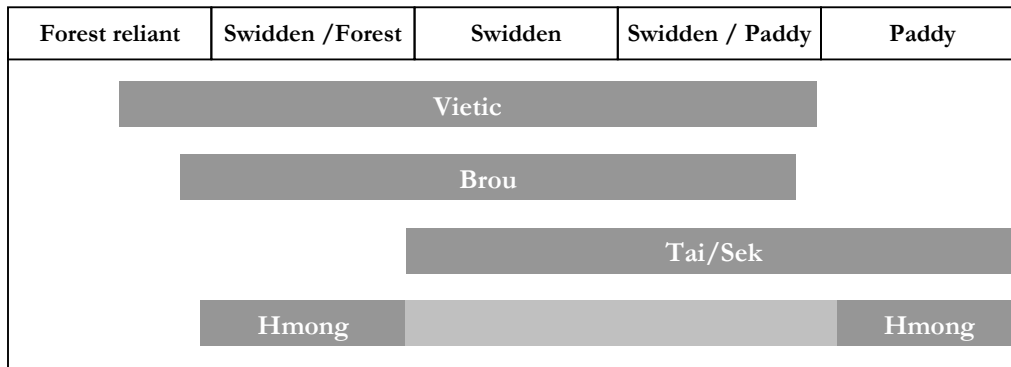 Forest reliant Swidden /Forest Swidden Swidden / Paddy Paddy
Vietic
Brou
Tai/Sek
Hmong Hmong